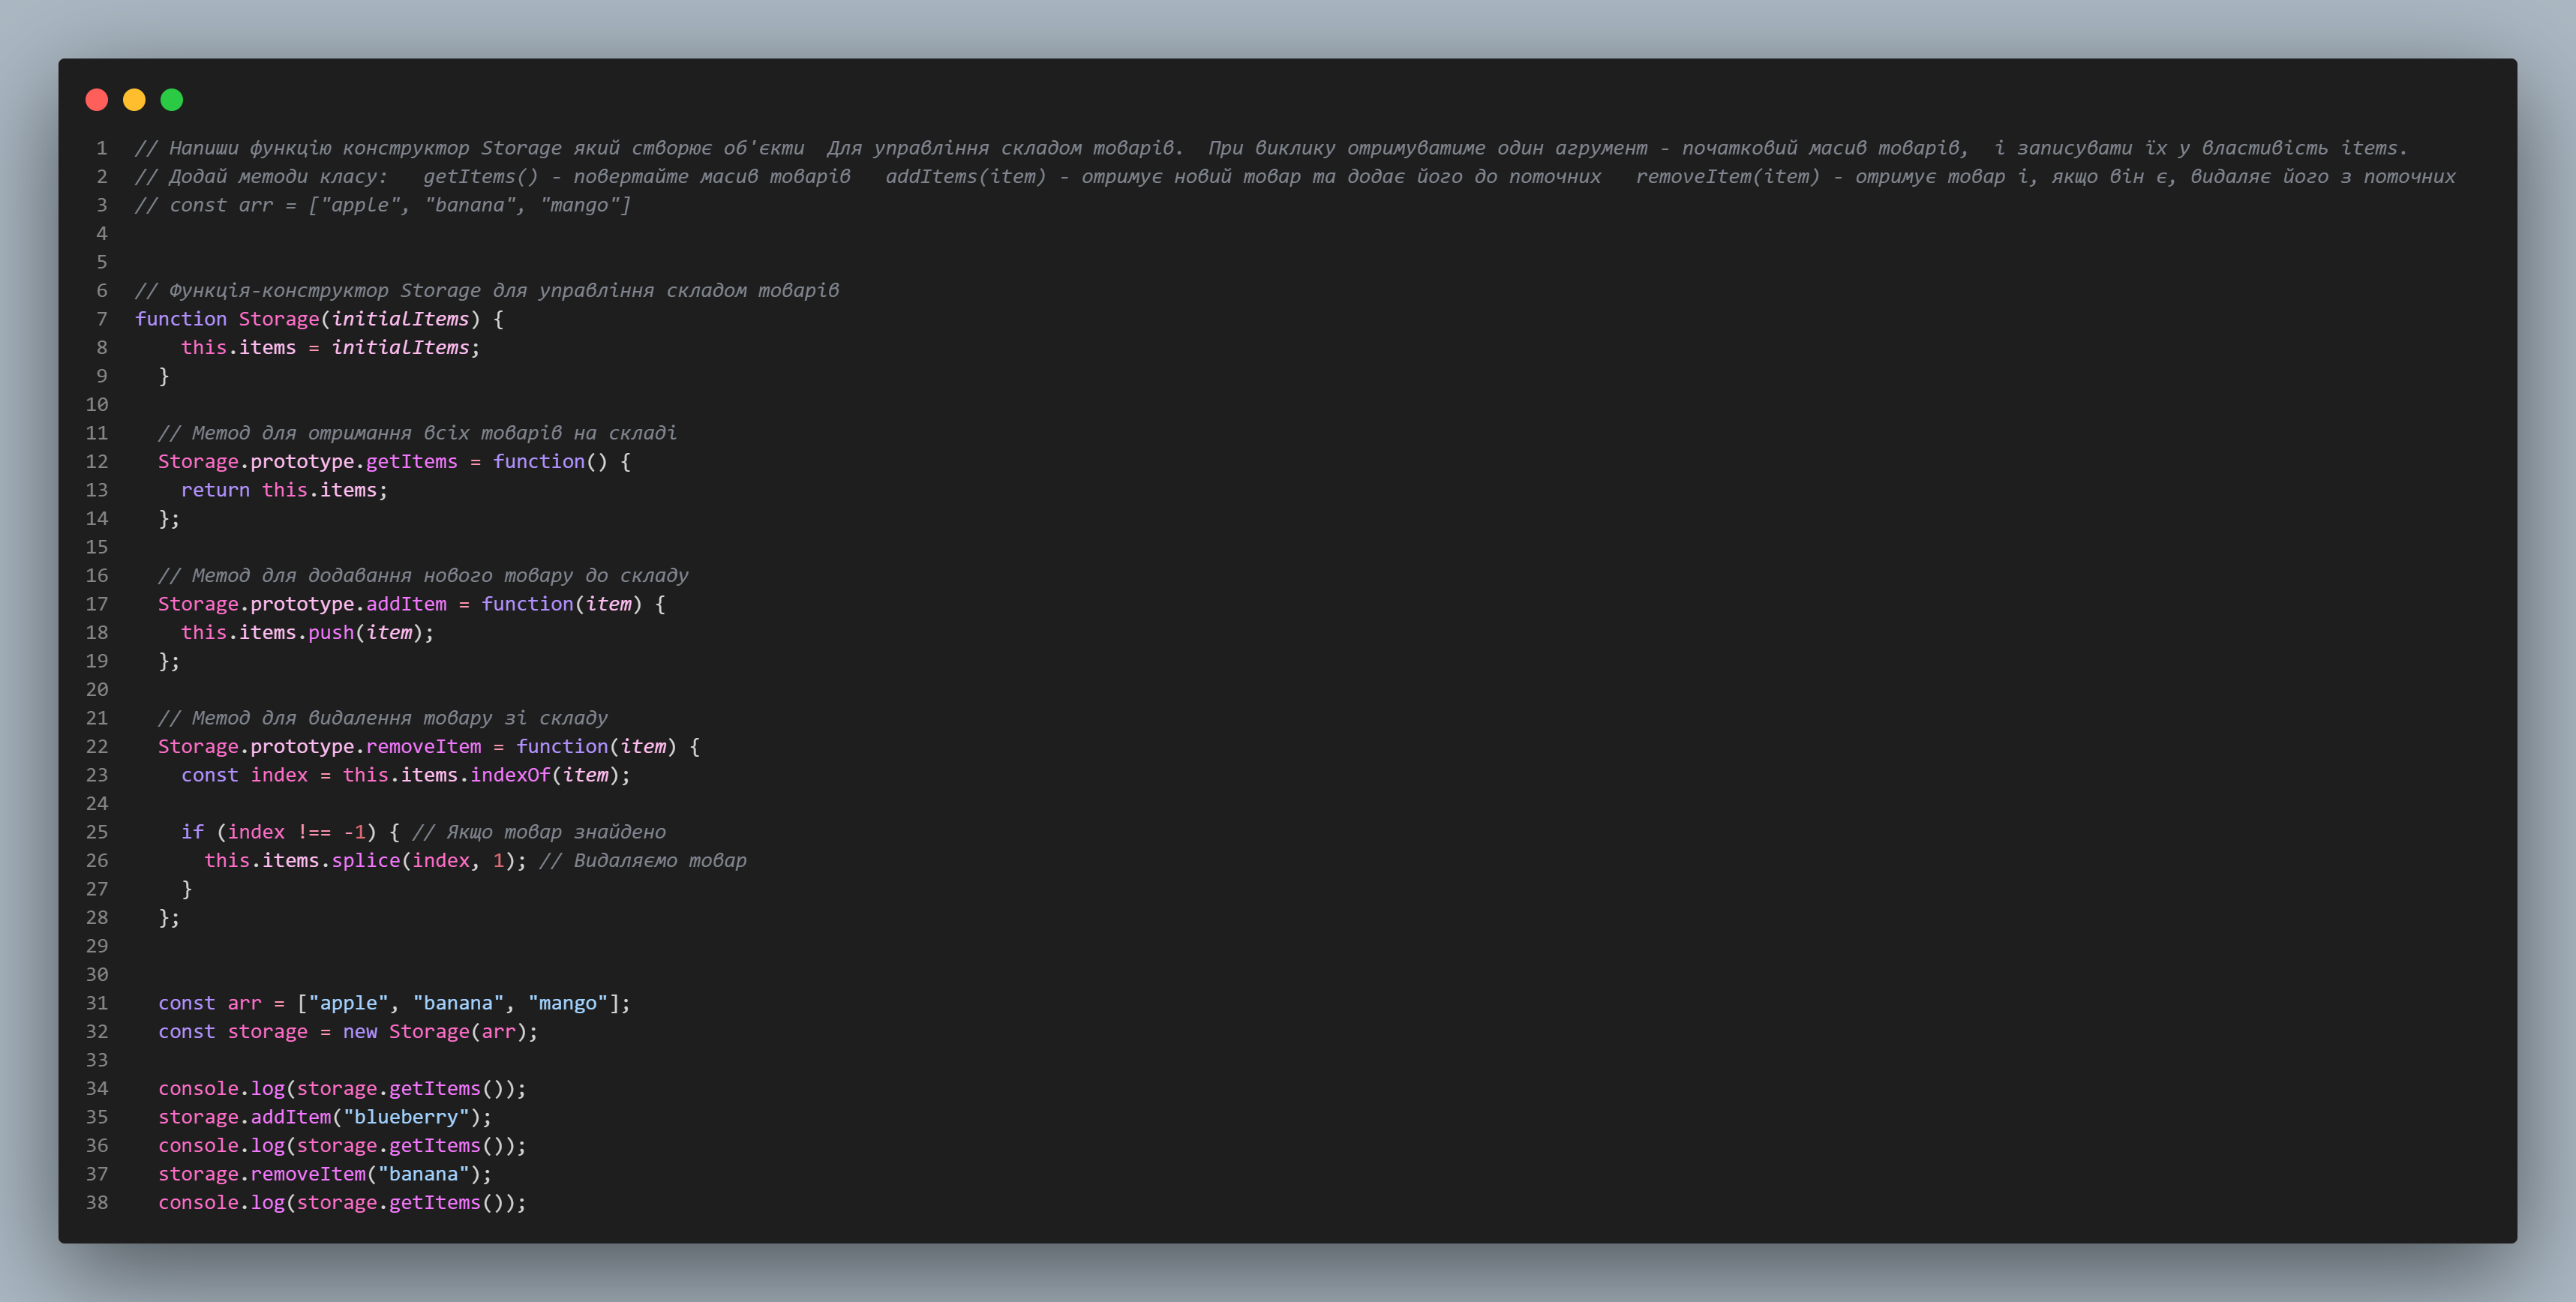 1 // Напиши функцію конструктор Storage який створює об'єкти  Для управління складом товарів.  При виклику отримуватиме один агрумент - початковий масив товарів,  і записувати їх у властивість items.
2 // Додай методи класу:   getItems() - повертайте масив товарів   addItems(item) - отримує новий товар та додає його до поточних   removeItem(item) - отримує товар і, якщо він є, видаляє його з поточних
3 // const arr = ["apple", "banana", "mango"]
4
5
6 // Функція-конструктор Storage для управління складом товарів
7 function Storage(initialItems) {
8     this.items = initialItems;
9   }
10
11   // Метод для отримання всіх товарів на складі
12   Storage.prototype.getItems = function() {
13     return this.items;
14   };
15
16   // Метод для додавання нового товару до складу
17   Storage.prototype.addItem = function(item) {
18     this.items.push(item);
19   };
20
21   // Метод для видалення товару зі складу
22   Storage.prototype.removeItem = function(item) {
23     const index = this.items.indexOf(item);
24
25     if (index !== -1) { // Якщо товар знайдено
26       this.items.splice(index, 1); // Видаляємо товар
27     }
28   };
29
30
31   const arr = ["apple", "banana", "mango"];
32   const storage = new Storage(arr);
33
34   console.log(storage.getItems());
35   storage.addItem("blueberry");
36   console.log(storage.getItems());
37   storage.removeItem("banana");
38   console.log(storage.getItems());